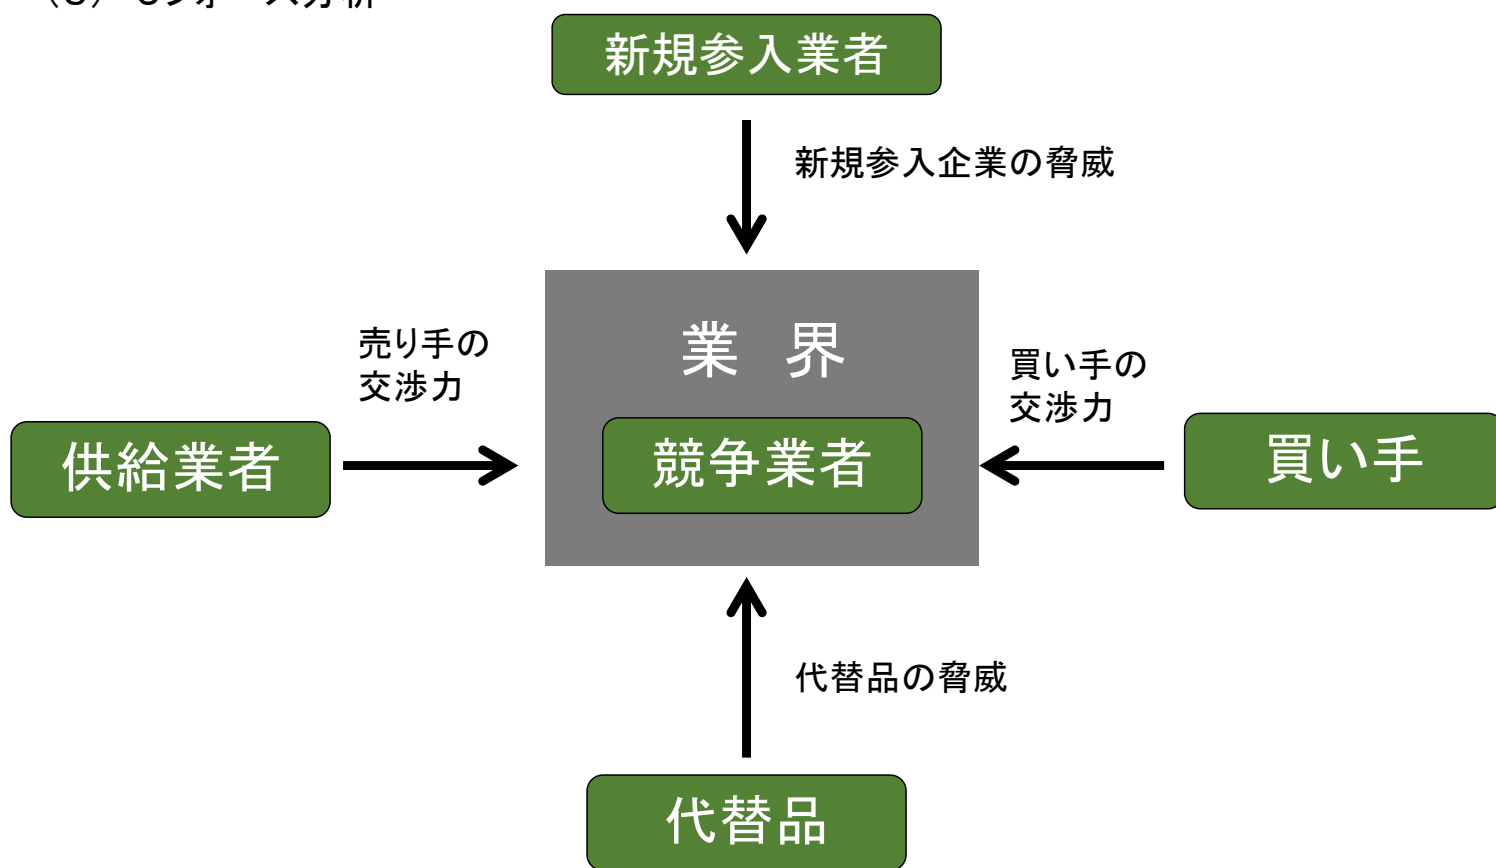 新規参入業者
新規参入企業の脅威
業 界
売り手の
交渉力
買い手の
交渉力
供給業者
競争業者
買い手
代替品の脅威
代替品